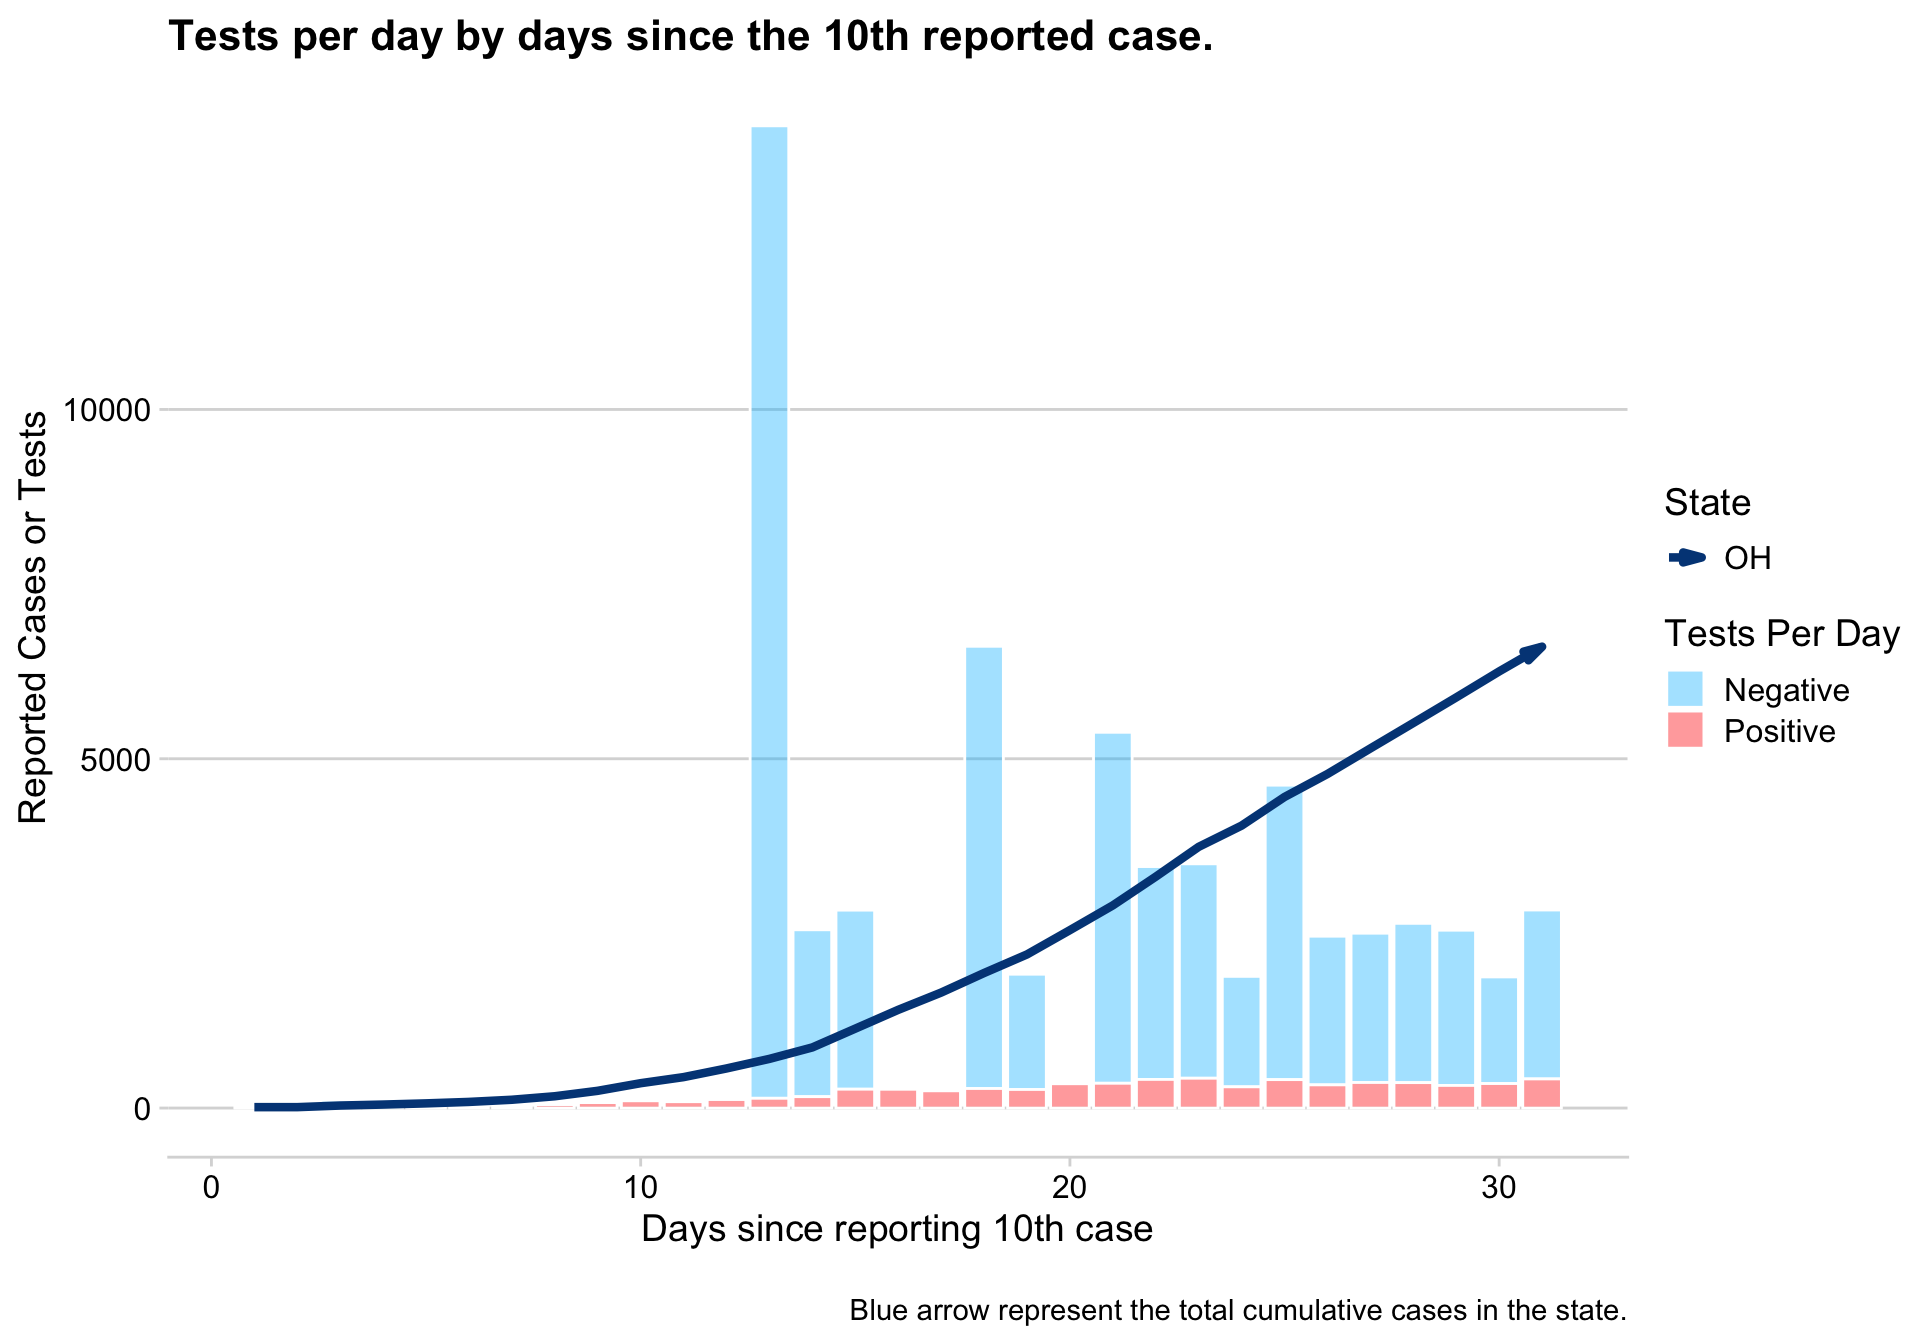 Tests per day by days since the 10th reported case.
Reported Cases or Tests
10000
5000
0
0
10
20
30
Days since reporting 10th case
State
OH
Tests Per Day
Negative
Positive
Blue arrow represent the total cumulative cases in the state.